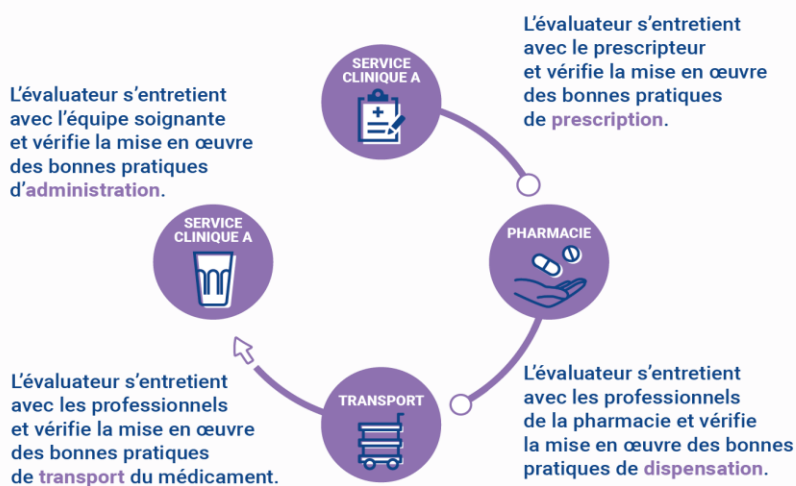 SERVICE
CLINIQUE A
L’évaluateur s’entretient
avec le prescripteur
et vérifie la mise en œuvre
des bonnes pratiques
de prescription.
PHARMACIE
L’évaluateur s’entretient
avec les professionnels
de la pharmacie et vérifie
la mise en œuvre des bonnes
pratiques de dispensation.
TRANSPORT
L’évaluateur s’entretient
avec les professionnels
et vérifie la mise en œuvre
des bonnes pratiques
de transport du médicament.
SERVICE
CLINIQUE A
L’évaluateur s’entretient
avec l’équipe soignante
et vérifie la mise en œuvre
des bonnes pratiques
d’administration.